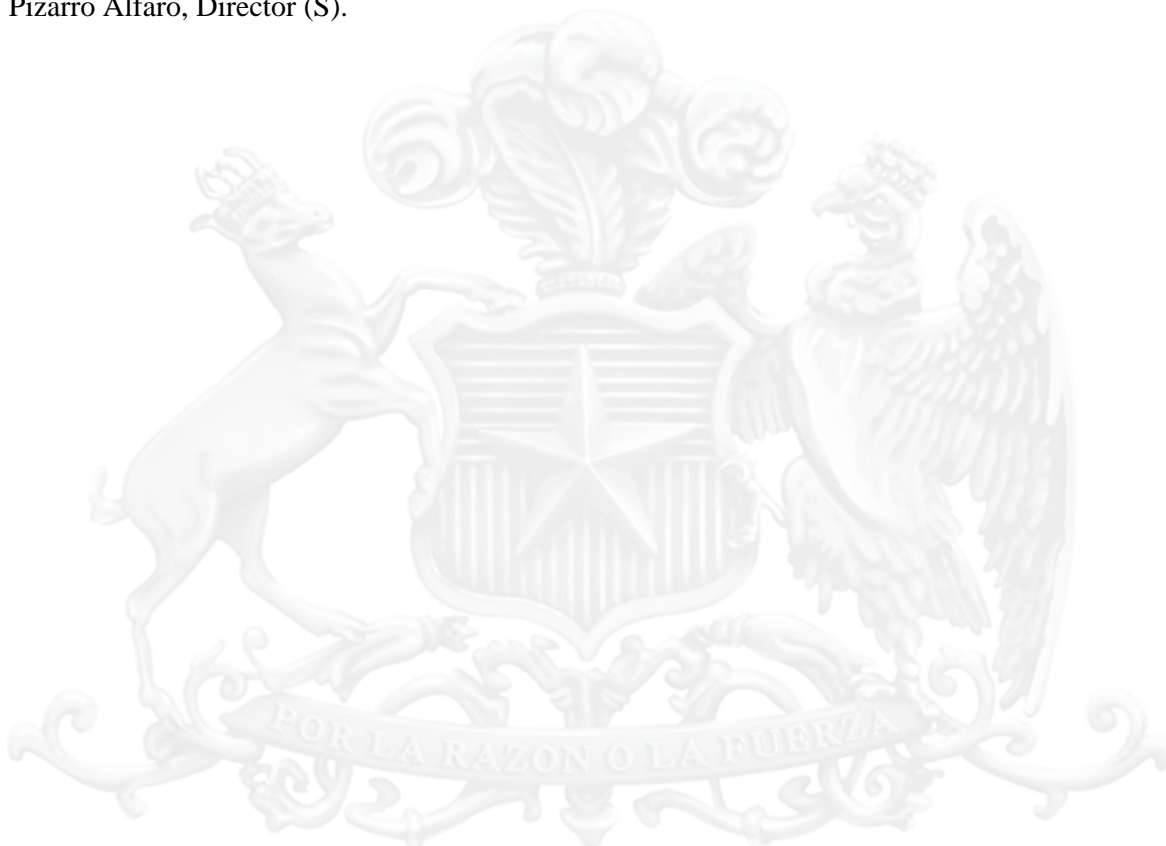 Pizarro Alfaro, Director (S).
POR LA RAZON O LA FUERZA